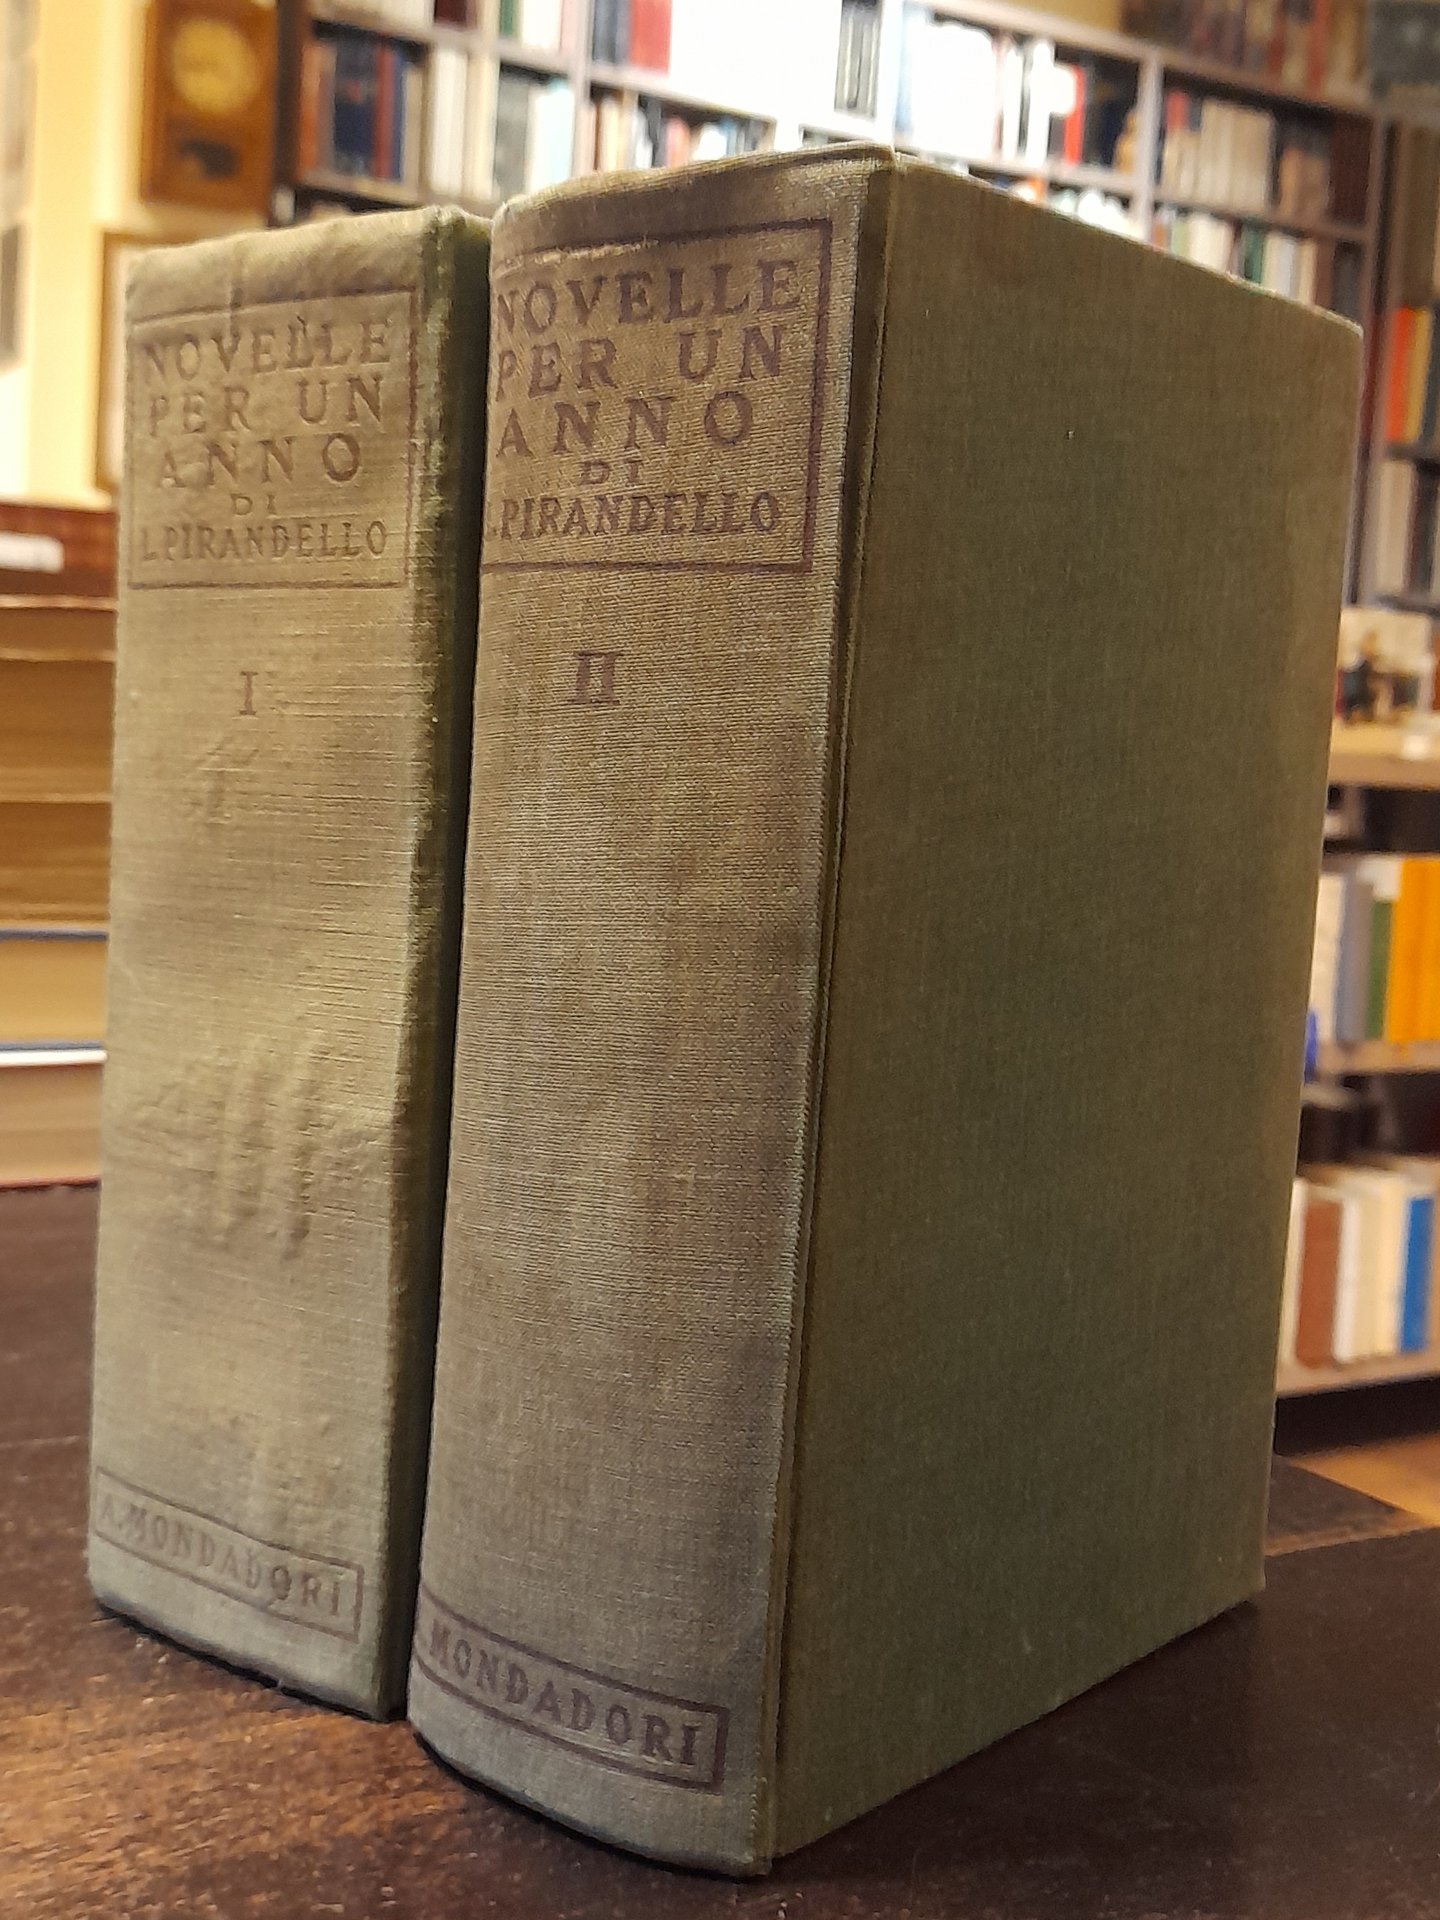 NOVELLE
PER UN
ANNO
DI
L. PIRANDELLO
I
A. MONDADORI
NOVELLE
PER UN
ANNO
DI
L. PIRANDELLO
II
MONDADORI